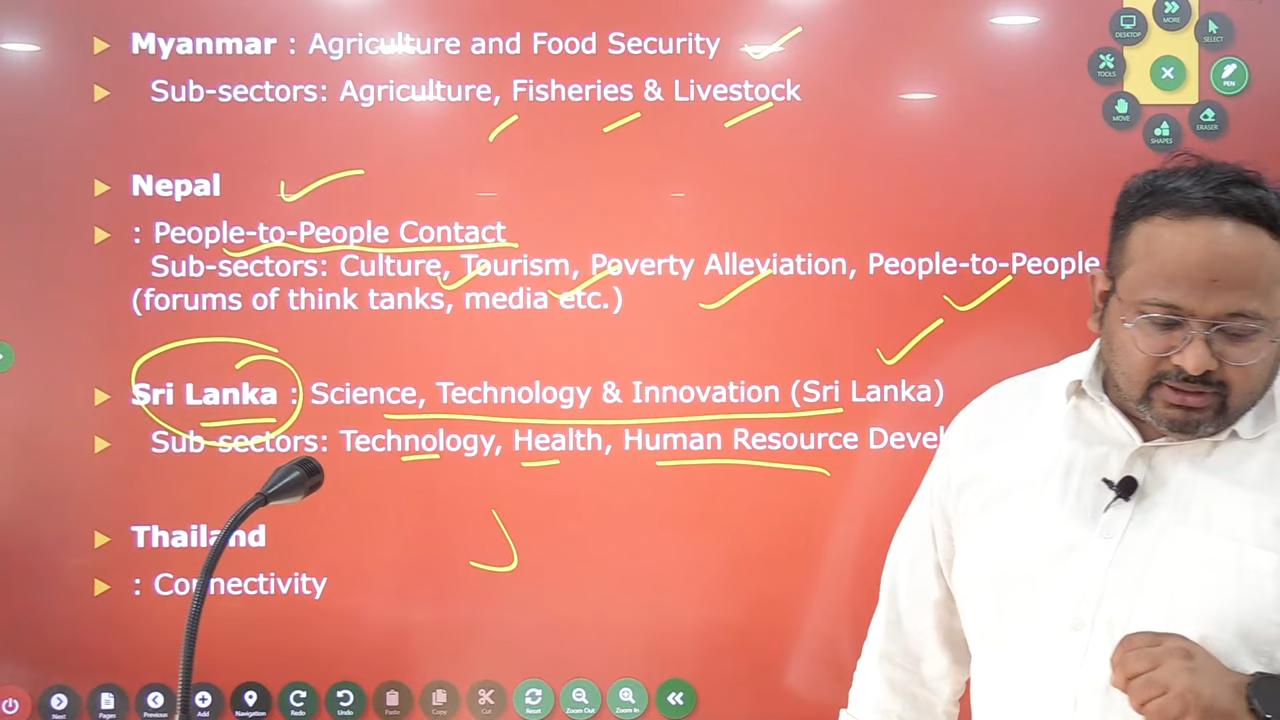 Myanmar : Agriculture and Food Security
Sub-sectors: Agriculture, Fisheries & Livestock
Nepal
: People-to-People Contact
Sub-sectors: Culture, Tourism, Poverty Alleviation, People-to-People
(forums of think tanks, media etc.)
Sri Lanka : Science, Technology & Innovation (Sri Lanka)
Sub sectors: Technology, Health, Human Resource
Thailand
: Connectivity
MORE
DESKTOP
SELECT
TOOLS
PEN
MOVE
ERASER
SHAPES
Next
Pages
Previous
Add
Navigation
Redo
Undo
Paste
Copy
Cut
Reset
Zoom Out
Zoom In